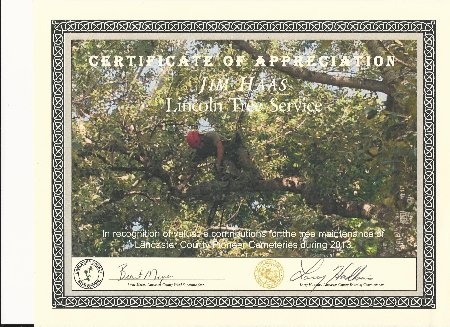 CERTIFICATE OF APPRECIATION
JIM HAAS
Lincoln Tree Service
In recognition of valuable contributions for the tree maintenance of
Lancaster County Pioneer Cemeteries during 2013.